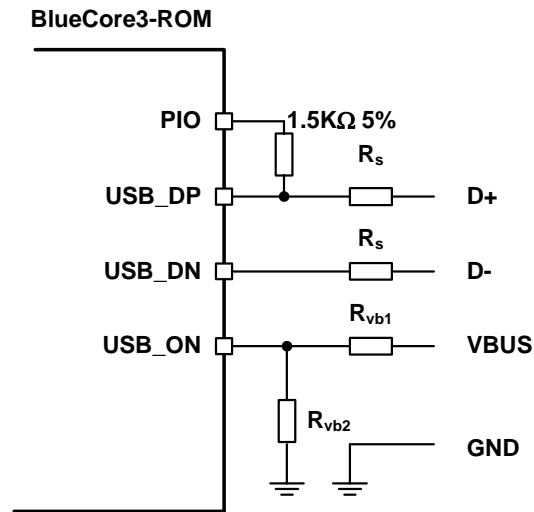 BlueCore3-ROM
PIO
1.5KΩ 5%
Rs
USB_DP
D+
Rs
USB_DN
D-
Rvb1
USB_ON
VBUS
Rvb2
GND